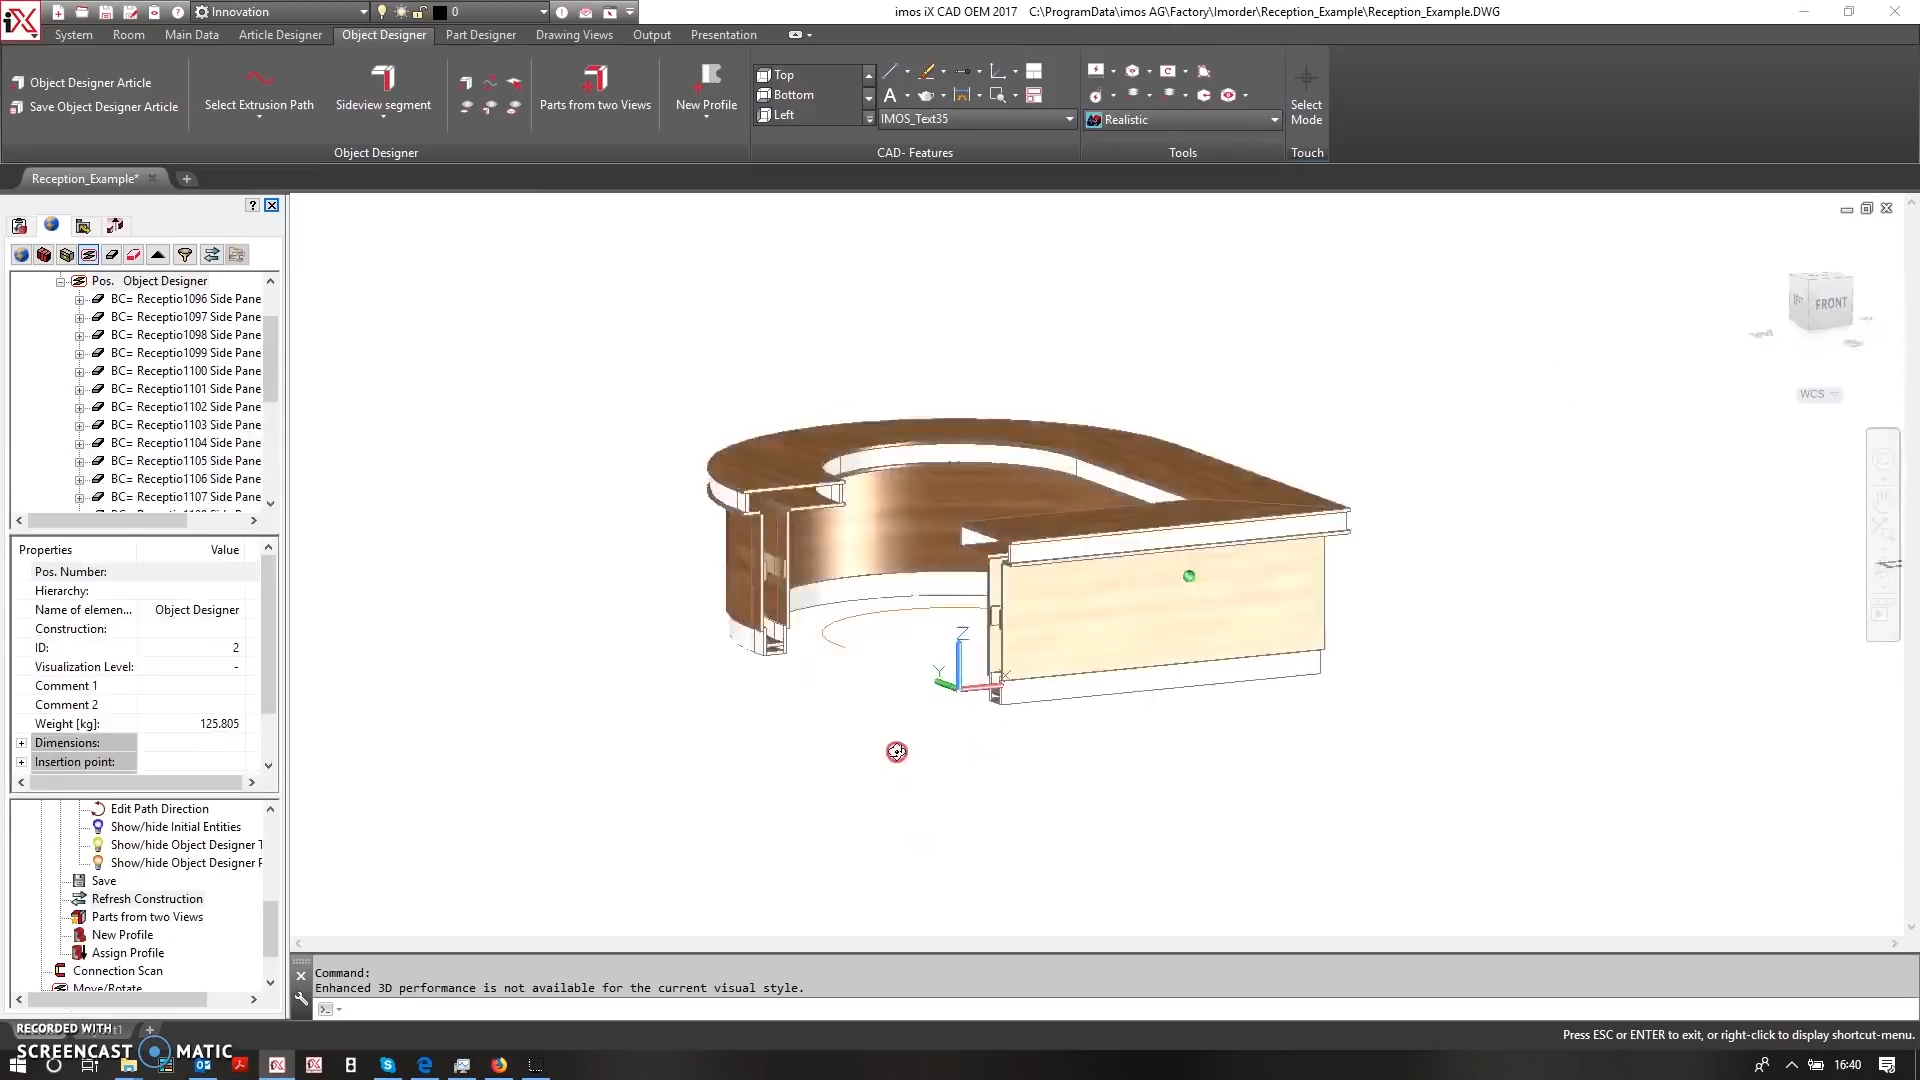 iX
Innovation
0
imos iX CAD OEM 2017 C:\ProgramData\imos AG\Factory\Imorder\Reception_Example\Reception_Example.DWG
System Room Main Data Article Designer Object Designer Part Designer Drawing Views Output Presentation
Object Designer Article
Save Object Designer Article
Select Extrusion Path
Sideview segment
Parts from two Views
New Profile
Top
Bottom
Left
A
IMOS_Text35
Realistic
Select
Mode
Object Designer
CAD- Features
Tools
Touch
Reception_Example*
Pos. Object Designer
BC= Receptio1096 Side Pane
BC= Receptio1097 Side Pane
BC= Receptio1098 Side Pane
BC= Receptio1099 Side Pane
BC= Receptio1100 Side Pane
BC= Receptio1101 Side Pane
BC= Receptio1102 Side Pane
BC= Receptio1103 Side Pane
BC= Receptio1104 Side Pane
BC= Receptio1105 Side Pane
BC= Receptio1106 Side Pane
BC= Receptio1107 Side Pane
Properties Value
Pos. Number:
Hierarchy:
Name of elemen... Object Designer
Construction:
ID: 2
Visualization Level: -
Comment 1
Comment 2
Weight [kg]: 125.805
Dimensions:
Insertion point:
Edit Path Direction
Show/hide Initial Entities
Show/hide Object Designer T
Show/hide Object Designer P
Save
Refresh Construction
Parts from two Views
New Profile
Assign Profile
Connection Scan
Move/Rotate
LEFT FRONT
WCS
Z
Y
X
Command:
Enhanced 3D performance is not available for the current visual style.
Press ESC or ENTER to exit, or right-click to display shortcut-menu.
RECORDED WITH
SCREENCAST MATIC
16:40